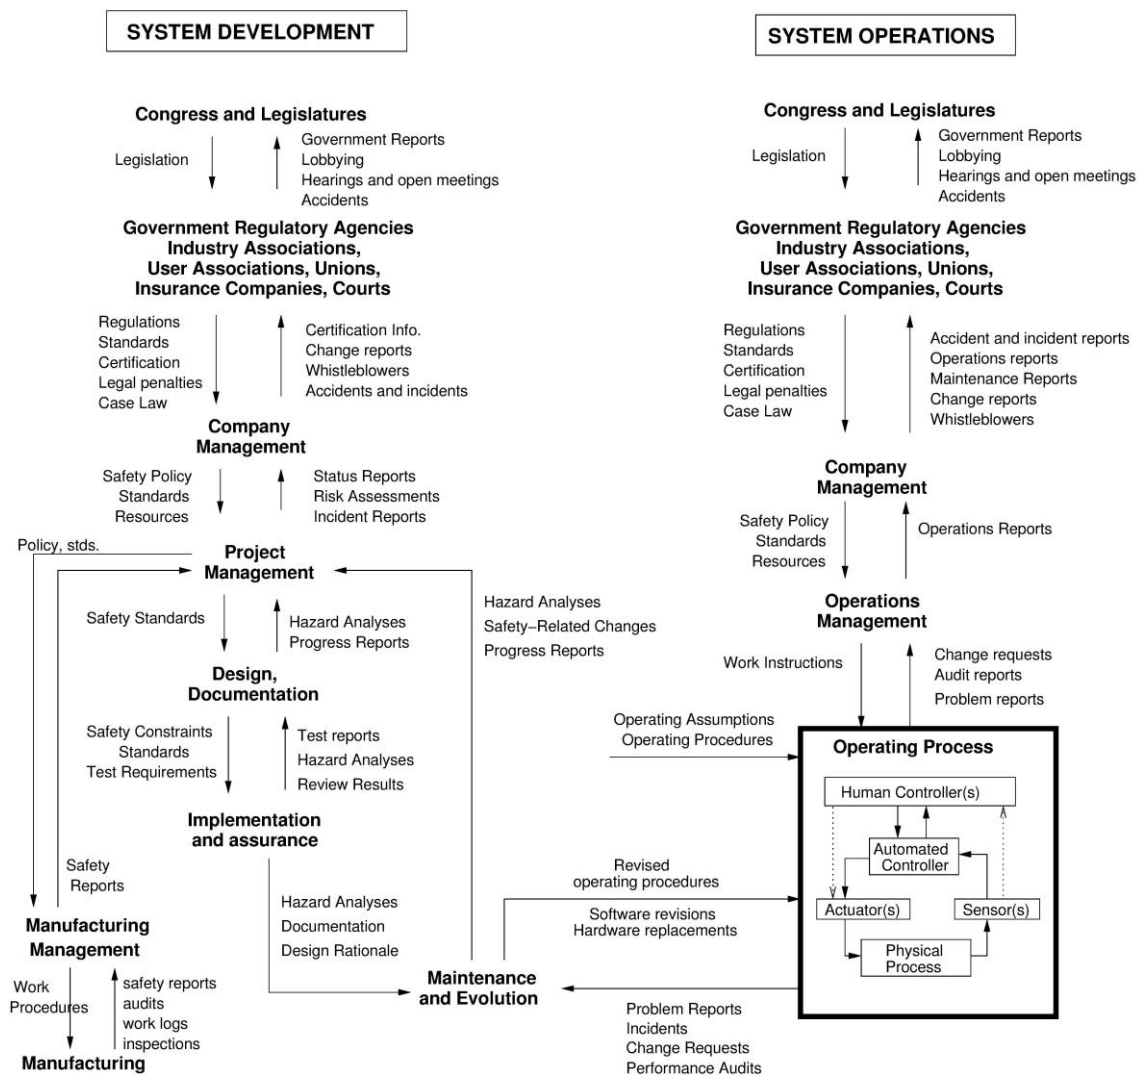 SYSTEM DEVELOPMENT
Congress and Legislatures
Legislation
Government Reports
Lobbying
Hearings and open meetings
Accidents
Government Regulatory Agencies
Industry Associations,
User Associations, Unions,
Insurance Companies, Courts
Regulations
Standards
Certification
Legal penalties
Case Law
Certification Info.
Change reports
Whistleblowers
Accidents and incidents
Company
Management
Safety Policy
Standards
Resources
Status Reports
Risk Assessments
Incident Reports
Policy, stds.
Project
Management
Safety Standards
Hazard Analyses
Progress Reports
Hazard Analyses
Safety−Related Changes
Progress Reports
Design,
Documentation
Safety Constraints
Standards
Test Requirements
Test reports
Hazard Analyses
Review Results
Implementation
and assurance
Safety
Reports
Hazard Analyses
Documentation
Design Rationale
Manufacturing
Management
Work
Procedures
safety reports
audits
work logs
inspections
Manufacturing
Maintenance
and Evolution
SYSTEM OPERATIONS
Congress and Legislatures
Legislation
Government Reports
Lobbying
Hearings and open meetings
Accidents
Government Regulatory Agencies
Industry Associations,
User Associations, Unions,
Insurance Companies, Courts
Regulations
Standards
Certification
Legal penalties
Case Law
Accident and incident reports
Operations reports
Maintenance Reports
Change reports
Whistleblowers
Company
Management
Safety Policy
Standards
Resources
Operations Reports
Operations
Management
Work Instructions
Change requests
Audit reports
Problem reports
Operating Assumptions
Operating Procedures
Operating Process
Human Controller(s)
Automated
Controller
Actuator(s)
Sensor(s)
Physical
Process
Revised
operating procedures
Software revisions
Hardware replacements
Problem Reports
Incidents
Change Requests
Performance Audits